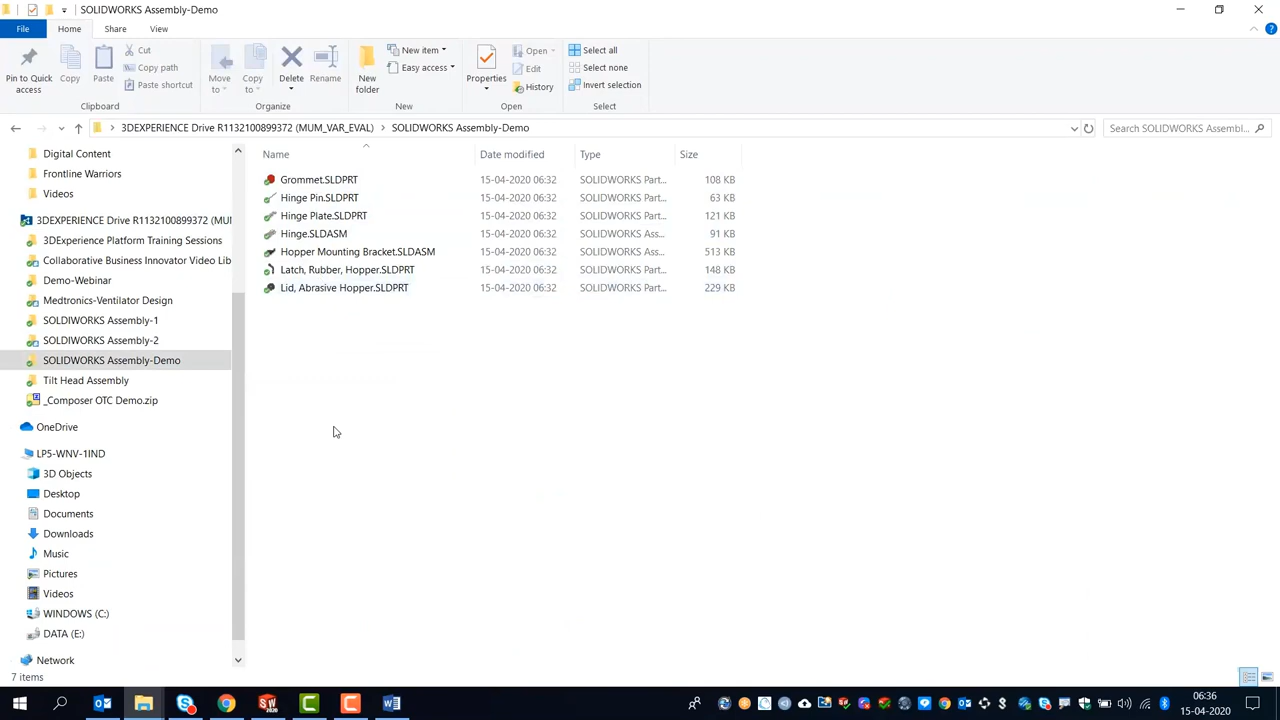 SOLIDWORKS Assembly-Demo
File Home Share View
Pin to Quick access
Copy
Paste
Cut
Copy path
Paste shortcut
Clipboard
Move to
Copy to
Delete
Rename
Organize
New folder
New item
Easy access
New
Properties
Open
Edit
History
Open
Select all
Select none
Invert selection
Select
3DEXPERIENCE Drive R1132100899372 (MUM_VAR_EVAL) SOLIDWORKS Assembly-Demo
Search SOLIDWORKS Assembl...
Digital Content
Frontline Warriors
Videos
3DEXPERIENCE Drive R1132100899372 (MUI
3DExperience Platform Training Sessions
Collaborative Business Innovator Video Lib
Demo-Webinar
Medtronics-Ventilator Design
SOLDIWORKS Assembly-1
SOLDIWORKS Assembly-2
SOLIDWORKS Assembly-Demo
Tilt Head Assembly
_Composer OTC Demo.zip
OneDrive
LP5-WNV-1IND
3D Objects
Desktop
Documents
Downloads
Music
Pictures
Videos
WINDOWS (C:)
DATA (E:)
Network
Name Date modified Type Size
Grommet.SLDPRT 15-04-2020 06:32 SOLIDWORKS Part... 108 KB
Hinge Pin.SLDPRT 15-04-2020 06:32 SOLIDWORKS Part... 63 KB
Hinge Plate.SLDPRT 15-04-2020 06:32 SOLIDWORKS Part... 121 KB
Hinge.SLDASM 15-04-2020 06:32 SOLIDWORKS Ass... 91 KB
Hopper Mounting Bracket.SLDASM 15-04-2020 06:32 SOLIDWORKS Ass... 513 KB
Latch, Rubber, Hopper.SLDPRT 15-04-2020 06:32 SOLIDWORKS Part... 148 KB
Lid, Abrasive Hopper.SLDPRT 15-04-2020 06:32 SOLIDWORKS Part... 229 KB
7 items
06:36
15-04-2020